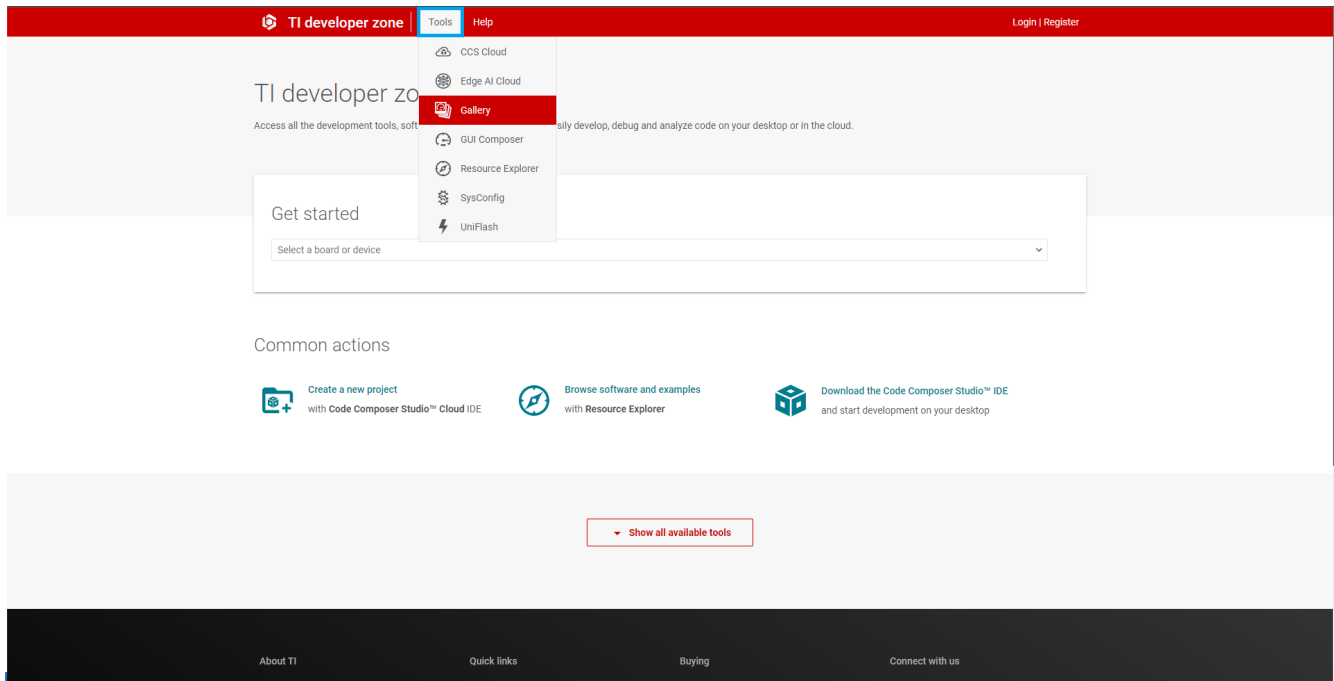 TI developer zone Tools Help Login | Register
CCS Cloud
Edge AI Cloud
Gallery
GUI Composer
Resource Explorer
SysConfig
UniFlash
TI developer zo
Access all the development tools, soft sily develop, debug and analyze code on your desktop or in the cloud.
Get started
Select a board or device
Common actions
Create a new project
with Code Composer Studio™ Cloud IDE
Browse software and examples
with Resource Explorer
Download the Code Composer Studio™ IDE
and start development on your desktop
Show all available tools
About TI Quick links Buying Connect with us